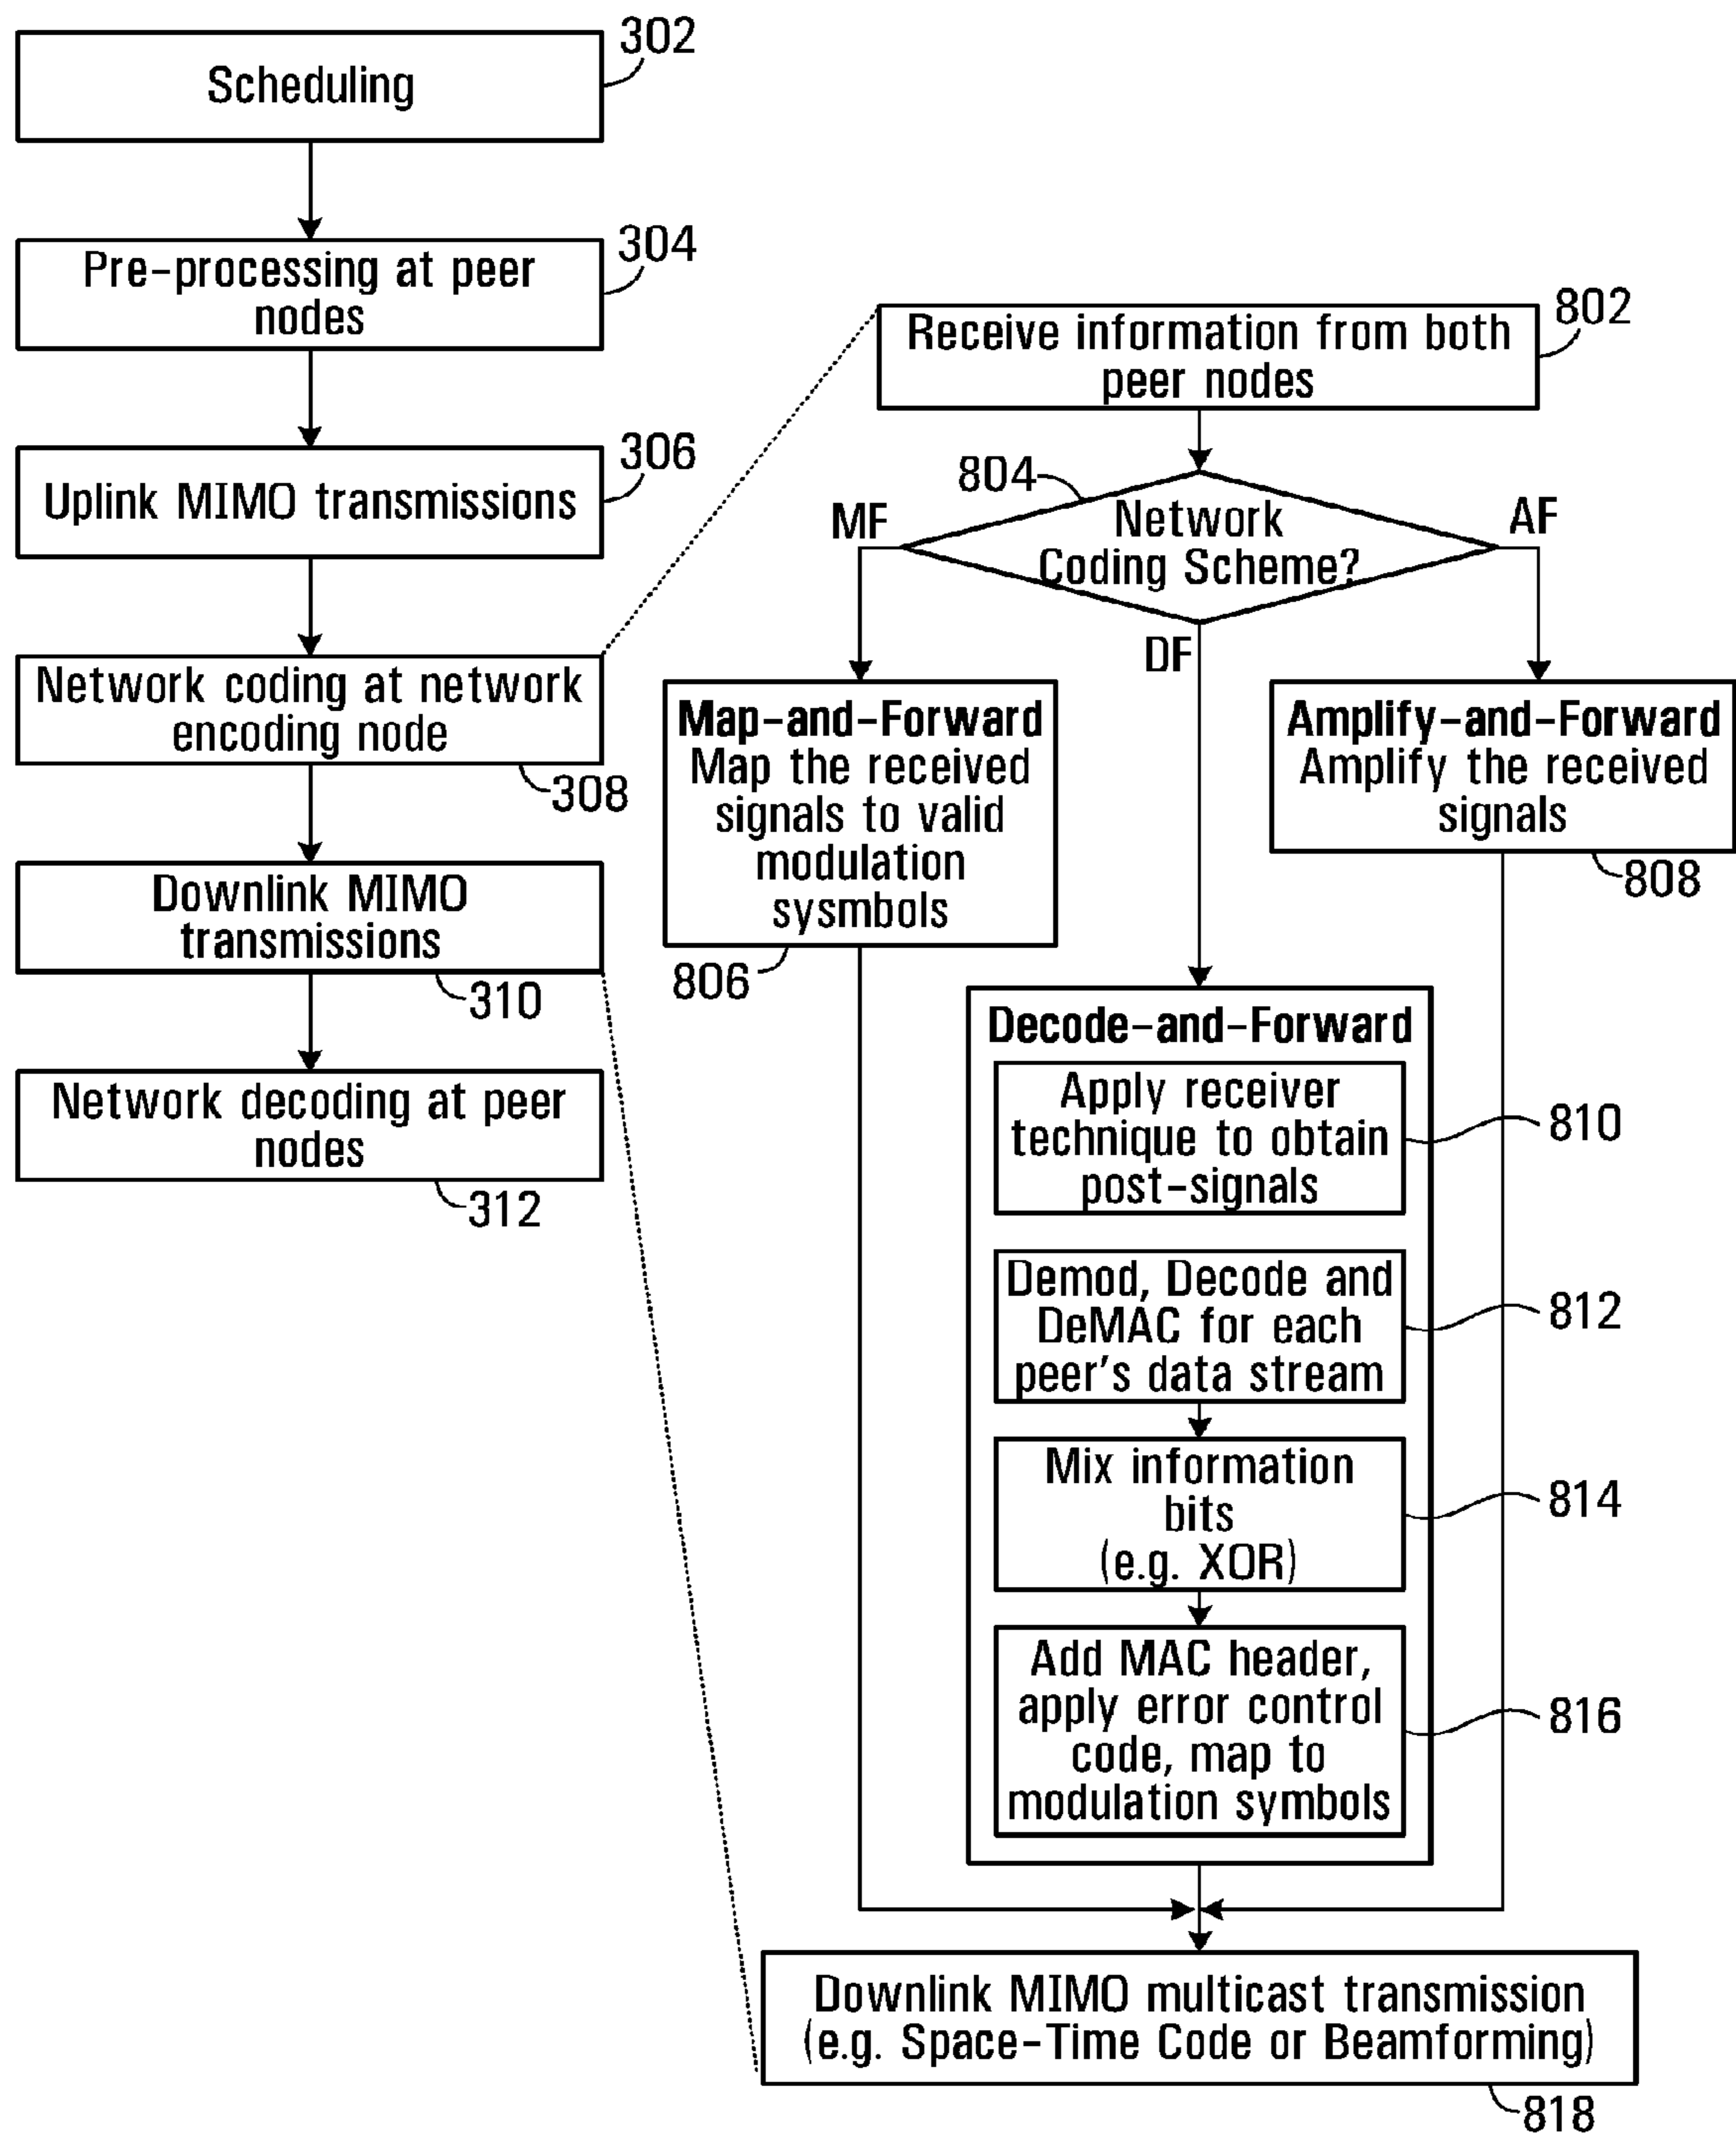 Scheduling
302
Pre-processing at peer
nodes
304
Uplink MIMO transmissions
306
Network coding at network
encoding node
308
Downlink MIMO
transmissions
310
Network decoding at peer
nodes
312
Receive information from both
peer nodes
802
804
Network
Coding Scheme?
MF
DF
AF
Map-and-Forward
Map the received
signals to valid
modulation
sysmbols
806
Amplify-and-Forward
Amplify the received
signals
808
Decode-and-Forward
Apply receiver
technique to obtain
post-signals
810
Demod, Decode and
DeMAC for each
peer's data stream
812
Mix information
bits
(e.g. XOR)
814
Add MAC header,
apply error control
code, map to
modulation symbols
816
Downlink MIMO multicast transmission
(e.g. Space-Time Code or Beamforming)
818